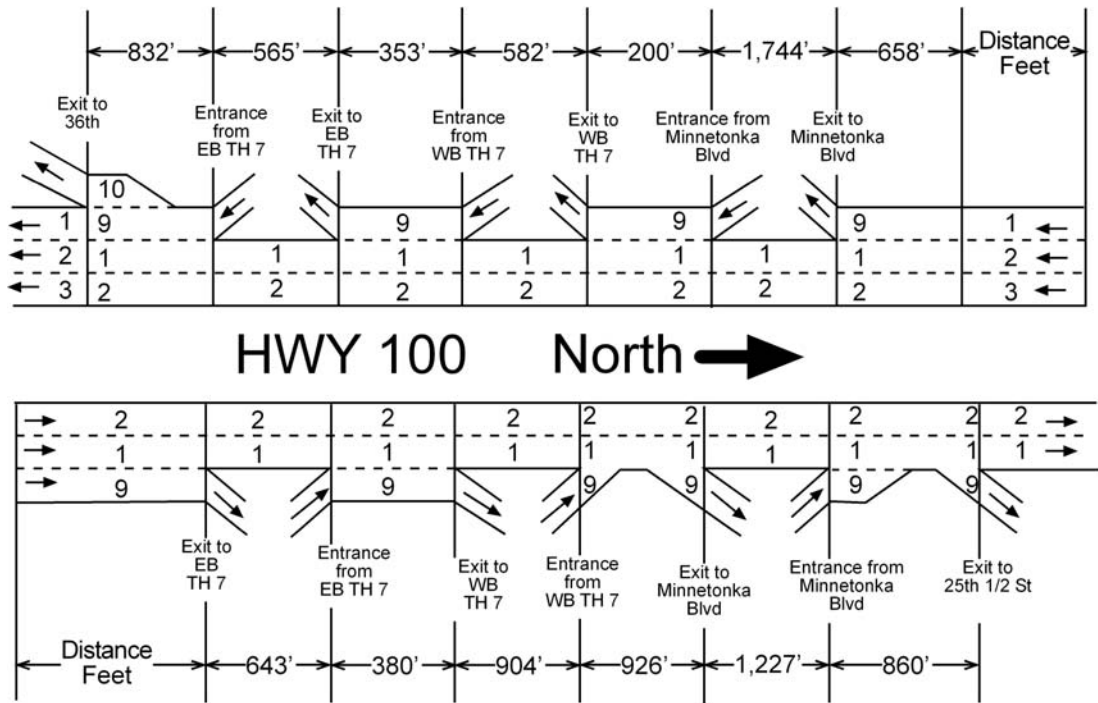 832’ 565’ 353’ 582’ 200’ 1,744’ 658’ Distance
Feet
Exit to
36th
Entrance
from
EB TH 7
Exit to
EB
TH 7
Entrance
from
WB TH 7
Exit to
WB
TH 7
Entrance from
Minnetonka
Blvd
Exit to
Minnetonka
Blvd
10
1 9 9 9 9 1
2 1 1 1 1 1 1 1 2
3 2 2 2 2 2 2 2 3
HWY 100 North
2 2 2 2 2 2 2 2 2 2
1 1 1 1 1 1 1 1 1 1
9 9 9 9 9 9
Exit to
EB
TH 7
Entrance
from
EB TH 7
Exit to
WB
TH 7
Entrance
from
WB TH 7
Exit to
Minnetonka
Blvd
Entrance from
Minnetonka
Blvd
Exit to
25th 1/2 St
Distance
Feet
643’ 380’ 904’ 926’ 1,227’ 860’